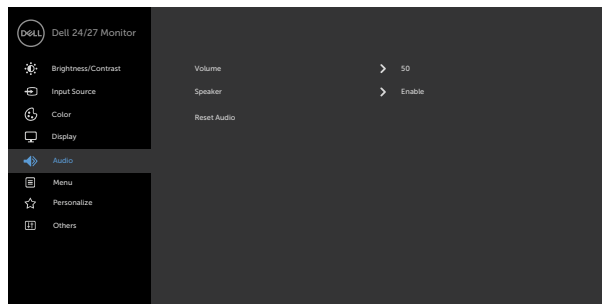 DELL Dell 24/27 Monitor
Brightness/Contrast
Volume 50
Input Source
Speaker Enable
Color
Reset Audio
Display
Audio
Menu
Personalize
Others